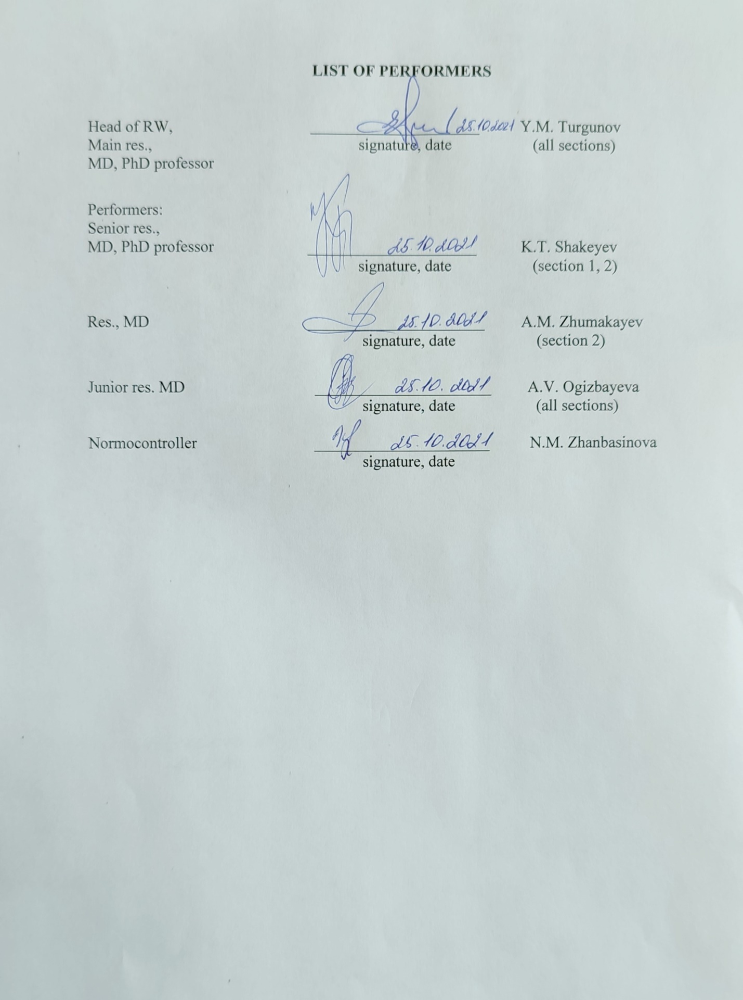 LIST OF PERFORMERS
Head of RW, 25.10.2021 Y.M. Turgunov
Main res., signature, date (all sections)
MD, PhD professor
Performers:
Senior res.,
MD, PhD professor 25.10.2021 K.T. Shakeyev
signature, date (section 1, 2)
Res., MD 25.10.2021 A.M. Zhumakayev
signature, date (section 2)
Junior res. MD 25.10.2021 A.V. Ogizbayeva
signature, date (all sections)
Normocontroller 25.10.2021 N.M. Zhanbasinova
signature, date